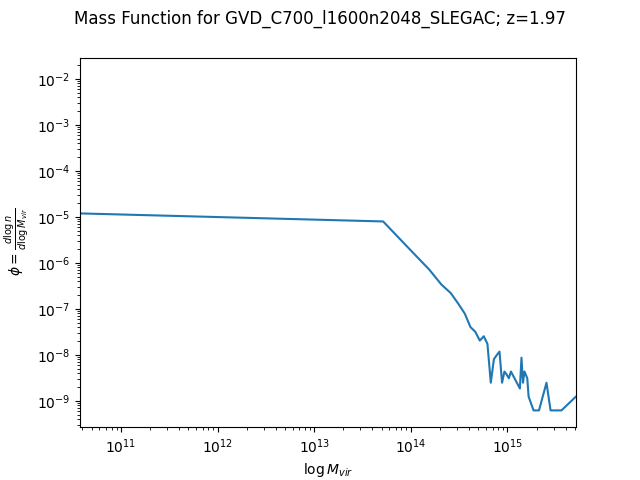 Mass Function for GVD_C700_l1600n2048_SLEGAC; z=1.97
10⁻²
10⁻³
10⁻⁴
10⁻⁵
10⁻⁶
10⁻⁷
10⁻⁸
10⁻⁹
ϕ = d log n / d log M_vir
10¹¹ 10¹² 10¹³ 10¹⁴ 10¹⁵
log M_vir